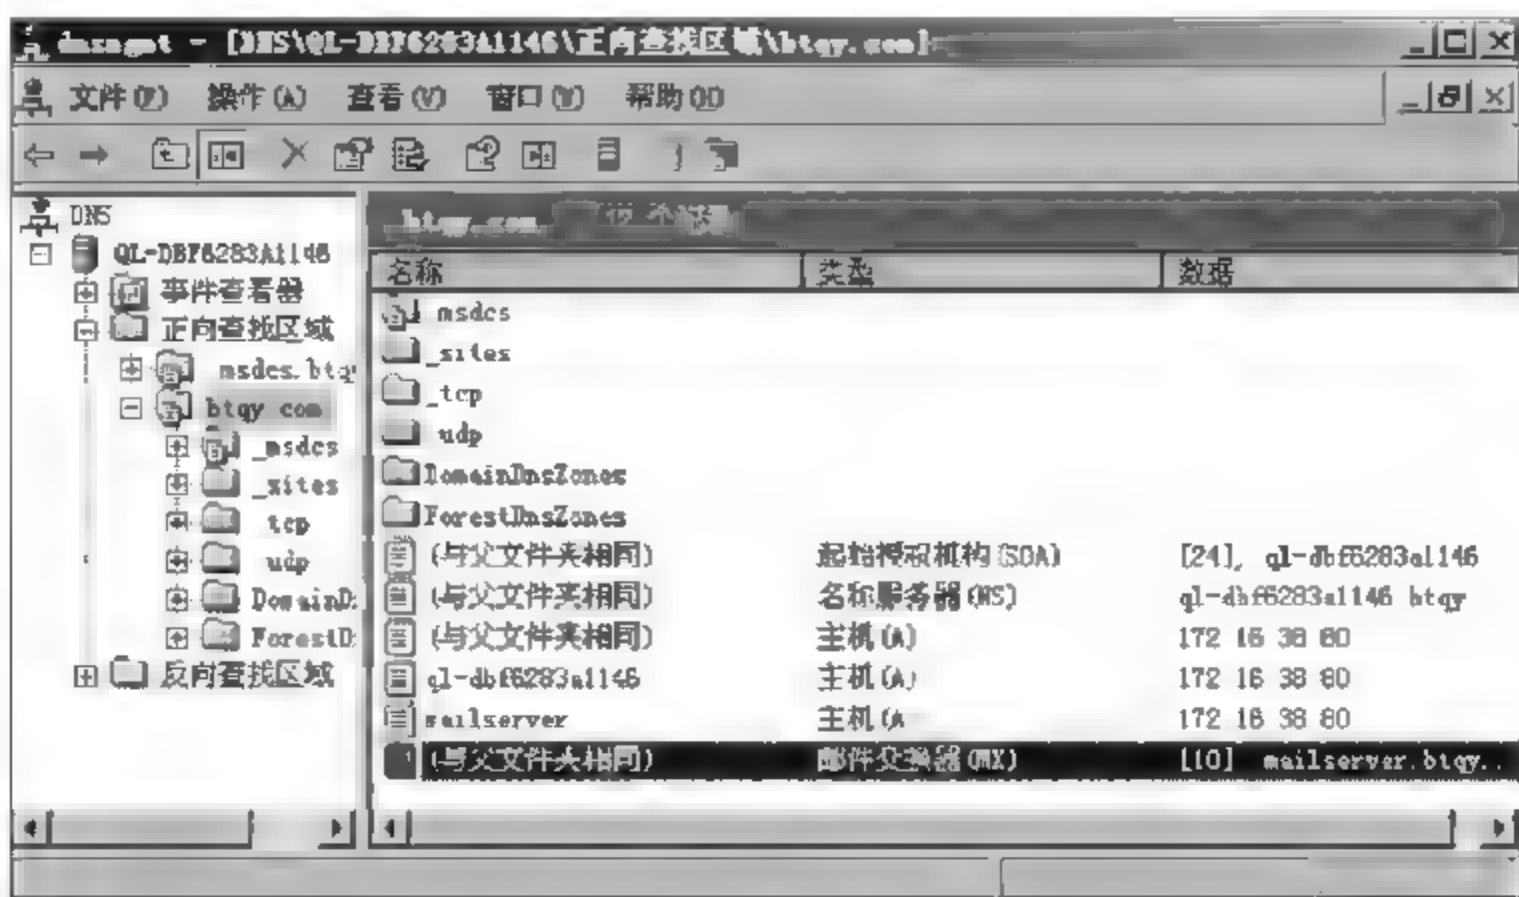 dnsmgmt - [DNS\QL-DBF6283A1146\正向查找区域\btqy.com]
文件(F) 操作(A) 查看(V) 窗口(W) 帮助(H)
DNS
QL-DBF6283A1146
事件查看器
正向查找区域
_msdcs.btqy
btqy.com
_msdcs
_sites
_tcp
_udp
DomainD
ForestD
反向查找区域
btqy.com
名称 类型 数据
_msdcs
_sites
_tcp
_udp
DomainDnsZones
ForestDnsZones
(与父文件夹相同) 起始授权机构(SOA) [24], ql-dbf6283a1146
(与父文件夹相同) 名称服务器(NS) ql-dbf6283a1146.btqy
(与父文件夹相同) 主机(A) 172.16.38.80
ql-dbf6283a1146 主机(A) 172.16.38.80
mailserver 主机(A) 172.16.38.80
(与父文件夹相同) 邮件交换器(MX) [10] mailserver.btqy..